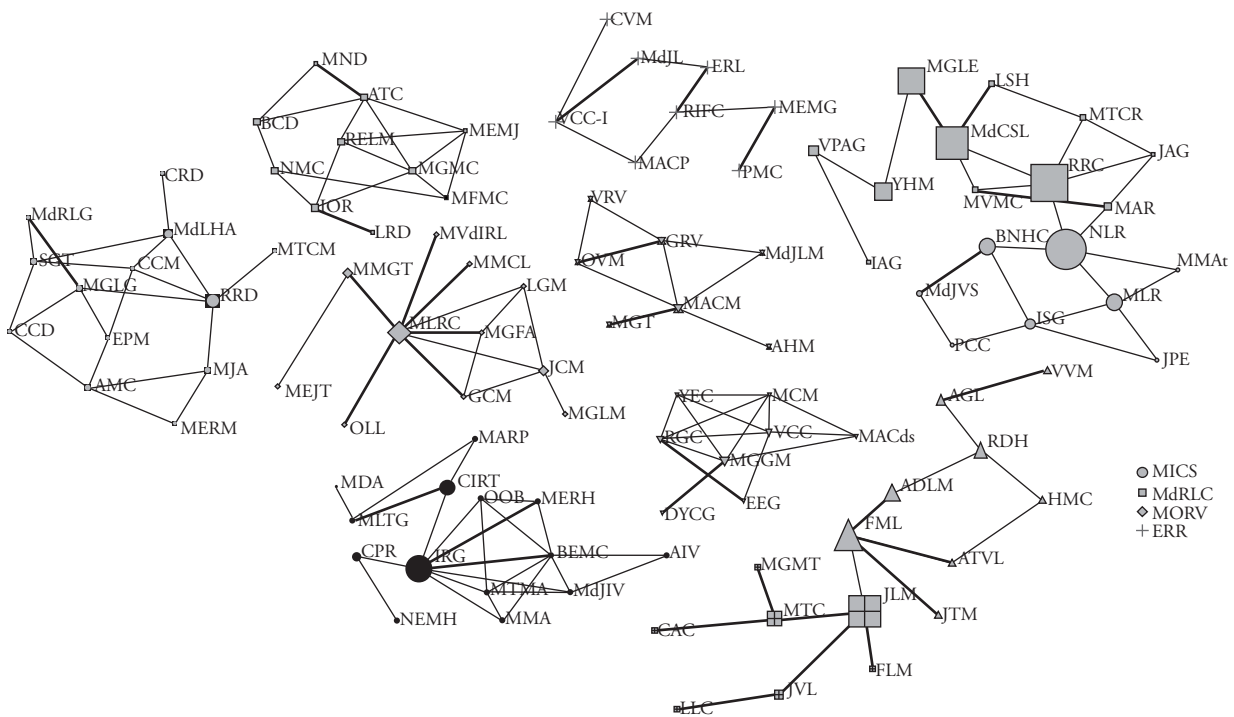 CVM
MGLE
MND
MdJL
ERL
LSH
ATC
VCC-I
RIFC
MEMG
MTCR
BCD
RELM
MEMJ
MdCSL
NMC
MGMC
MACP
PMC
VPAG
RRC
JAG
CRD
YHM
MFMC
VRV
MVMC
MAR
JOR
MdRLG
MdLHA
LRD
MVdIRL
GRV
BNHC
NLR
MTCM
MdJLM
SGT
CCM
MMGT
MMCL
OVM
IAG
MMAt
MGLG
LGM
MdJVS
RRD
MACM
MLR
MLRC
MGFA
MGT
ISG
CCD
EPM
AHM
PCC
JPE
MJA
JCM
VVM
AMC
MEJT
GCM
YEC
MCM
AGL
MERM
OLL
MGLM
MARP
RGC
VCC
MACds
RDH
MGGM
MICS
MDA
CIRT
MdRLC
OOB
MERH
ADLM
HMC
MORV
MLTG
DYCG
EEG
FML
ERR
CPR
IRG
BEMC
AIV
ATVL
MGMT
MTMA
MdJIV
JLM
NEMH
MMA
MTC
JTM
CAC
FLM
JVL
LLC